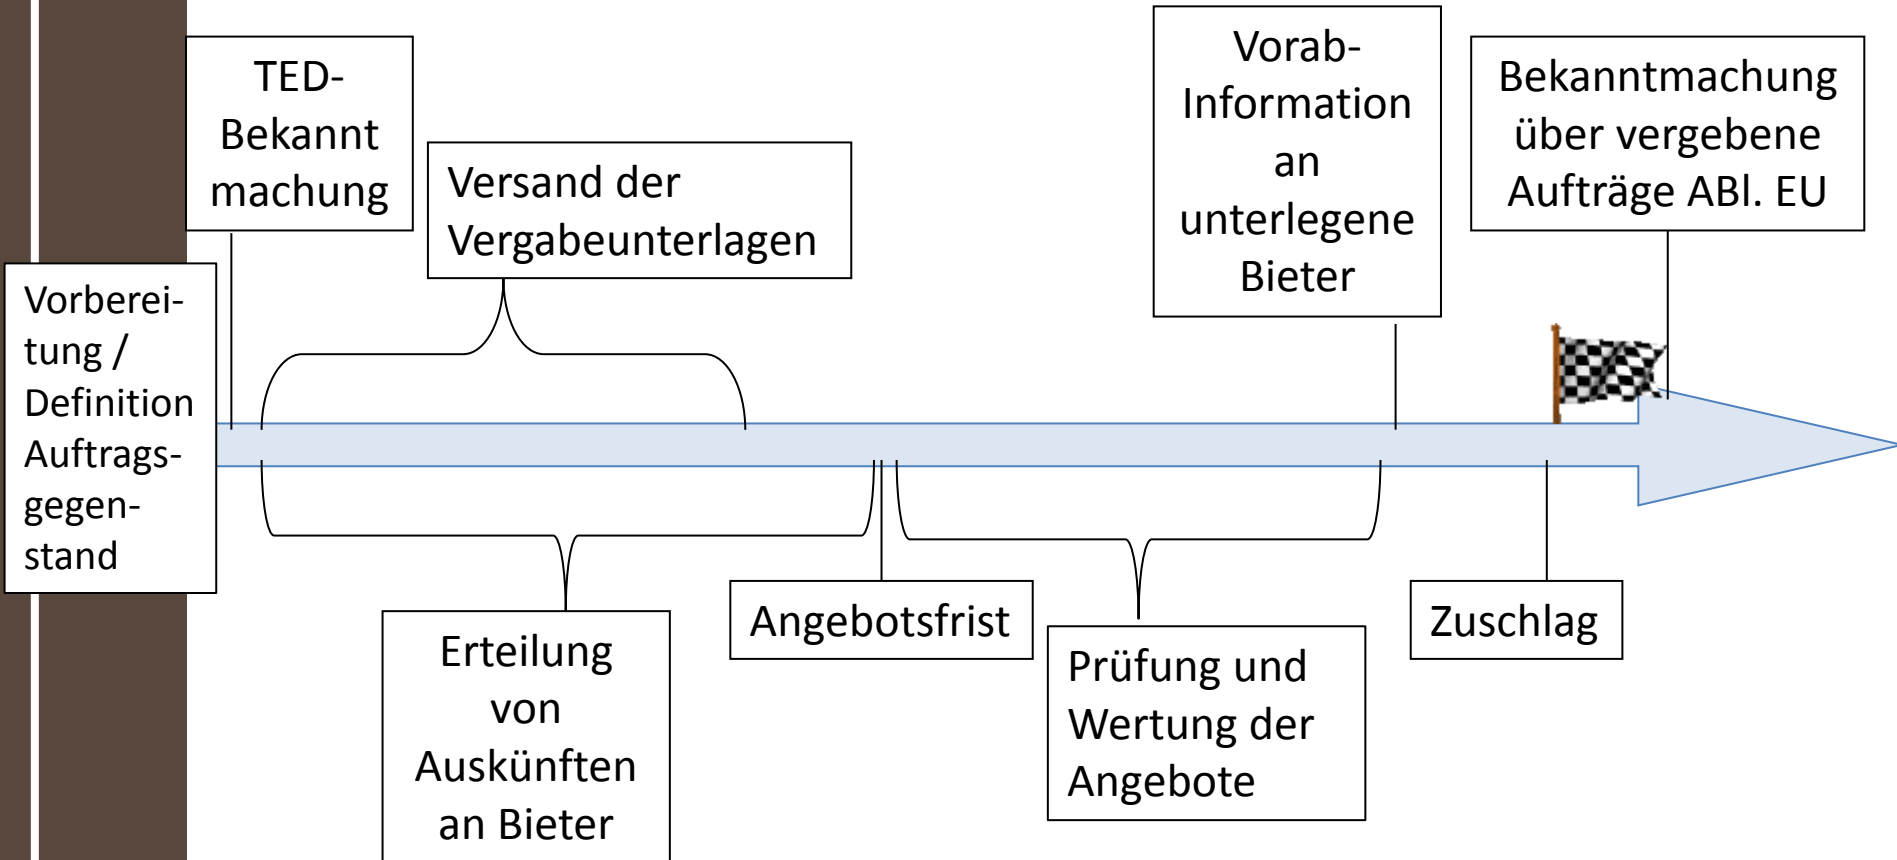 TED-
Bekannt
machung
Versand der
Vergabeunterlagen
Vorab-
Information
an
unterlegene
Bieter
Bekanntmachung
über vergebene
Aufträge ABl. EU
Vorberei-
tung /
Definition
Auftrags-
gegen-
stand
Erteilung
von
Auskünften
an Bieter
Angebotsfrist
Prüfung und
Wertung der
Angebote
Zuschlag